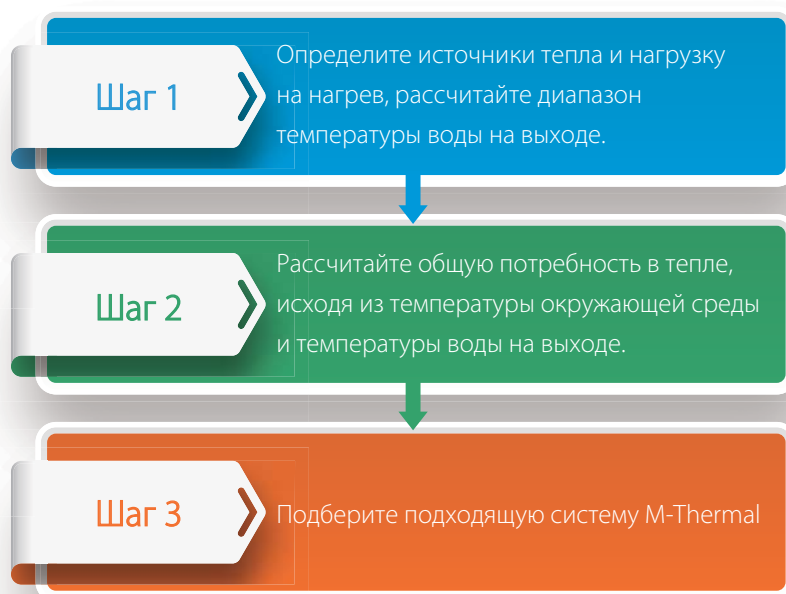 Шаг 1
Определите источники тепла и нагрузку
на нагрев, рассчитайте диапазон
температуры воды на выходе.
Шаг 2
Рассчитайте общую потребность в тепле,
исходя из температуры окружающей среды
и температуры воды на выходе.
Шаг 3
Подберите подходящую систему M-Thermal